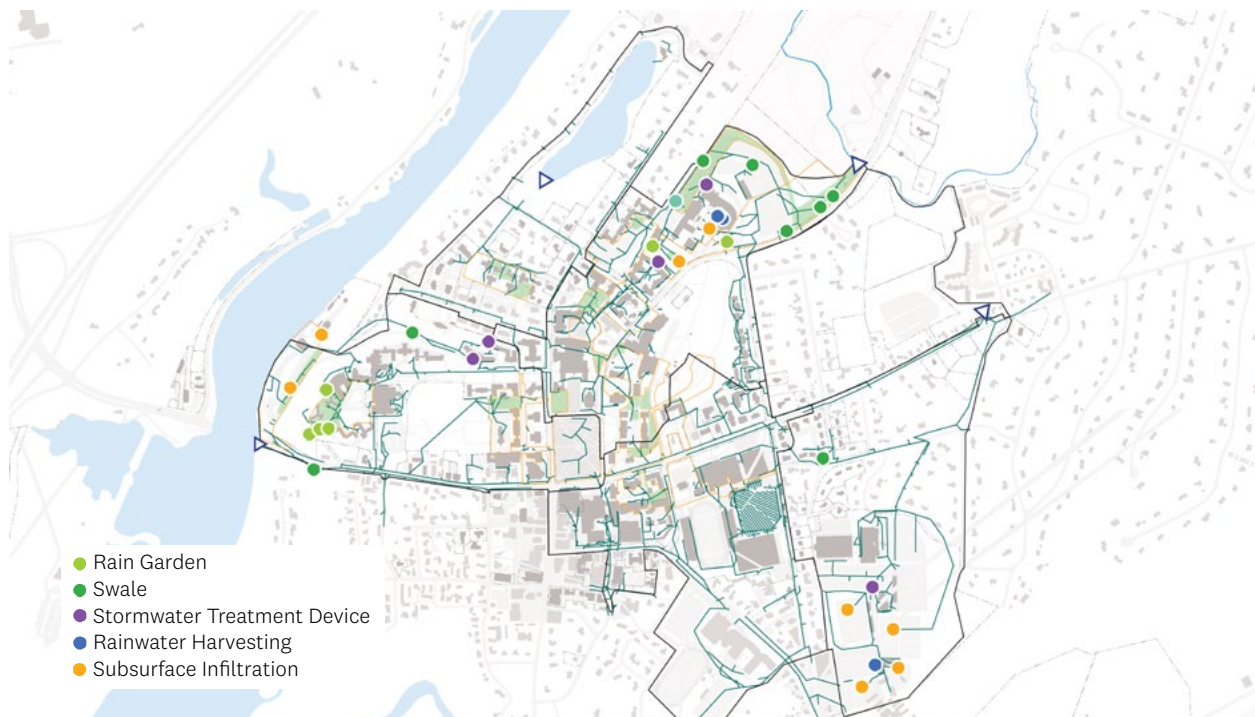 Rain Garden
Swale
Stormwater Treatment Device
Rainwater Harvesting
Subsurface Infiltration